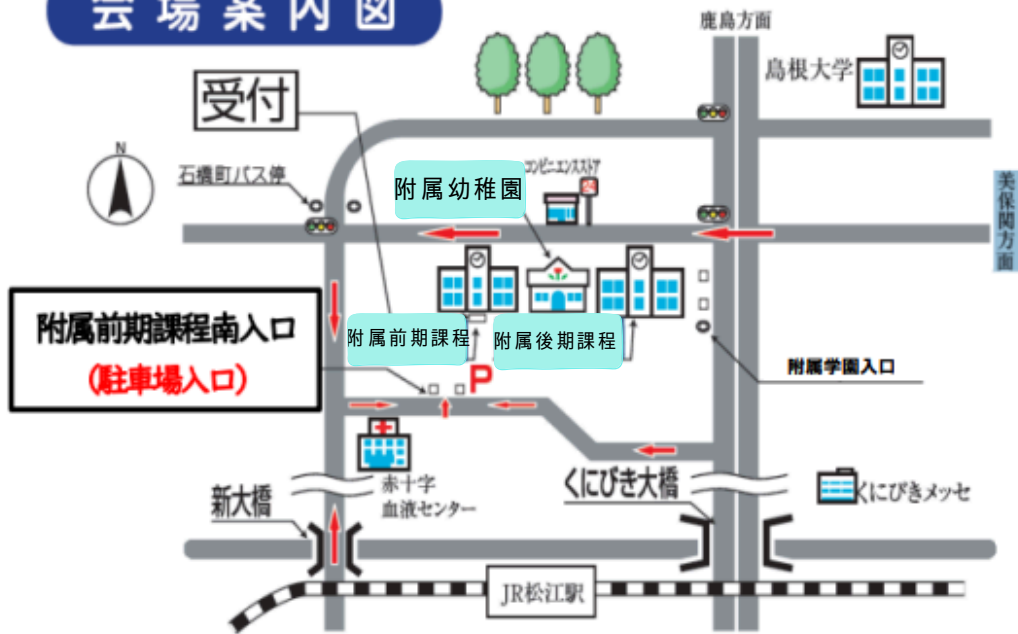 会場案内図
鹿島方面
島根大学
受付
N
石橋町バス停
コンビニエンスストア
附属幼稚園
美保関方面
附属前期課程南入口
(駐車場入口)
附属前期課程
附属後期課程
P
附属学園入口
赤十字
血液センター
新大橋
くにびき大橋
くにびきメッセ
JR松江駅